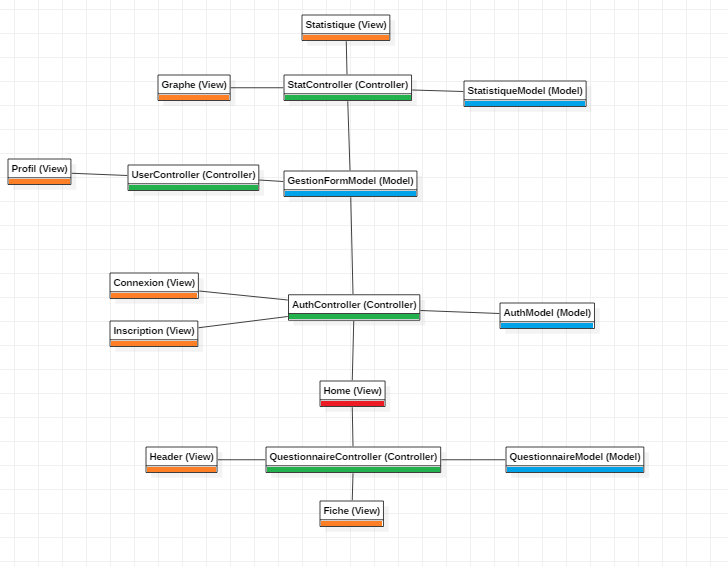 Statistique (View)
Graphe (View)
StatController (Controller)
StatistiqueModel (Model)
Profil (View)
UserController (Controller)
GestionFormModel (Model)
Connexion (View)
AuthController (Controller)
AuthModel (Model)
Inscription (View)
Home (View)
Header (View)
QuestionnaireController (Controller)
QuestionnaireModel (Model)
Fiche (View)